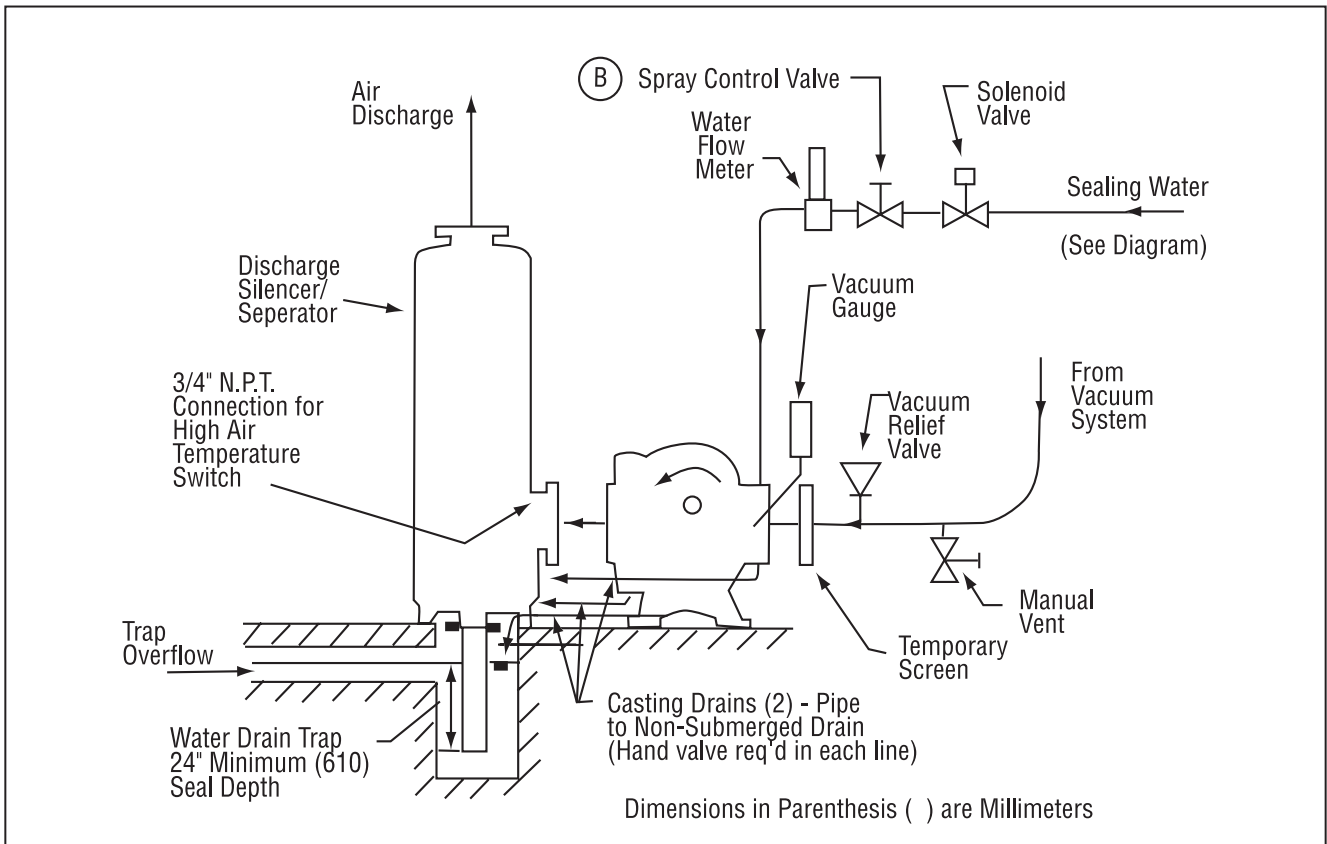 B Spray Control Valve
Air
Discharge
Solenoid
Valve
Water
Flow
Meter
Sealing Water
(See Diagram)
Discharge
Silencer/
Seperator
Vacuum
Gauge
3/4" N.P.T.
Connection for
High Air
Temperature
Switch
From
Vacuum
System
Vacuum
Relief
Valve
Manual
Vent
Trap
Overflow
Temporary
Screen
Casting Drains (2) - Pipe
to Non-Submerged Drain
(Hand valve req'd in each line)
Water Drain Trap
24" Minimum (610)
Seal Depth
Dimensions in Parenthesis ( ) are Millimeters